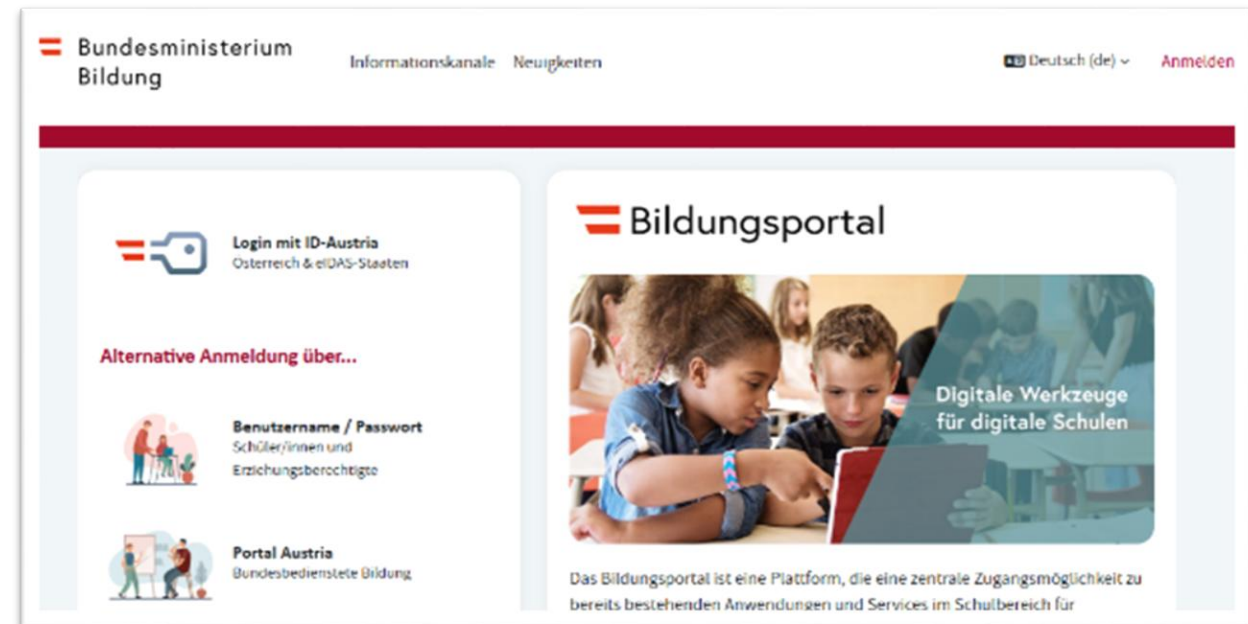 Bundesministerium
Bildung
Informationskanale Neuigkeiten
Deutsch (de)
Anmelden
Login mit ID-Austria
Österreich & eIDAS-Staaten
Alternative Anmeldung über...
Benutzername / Passwort
Schüler/innen und
Erziehungsberechtigte
Portal Austria
Bundesbedienstete Bildung
Bildungsportal
Digitale Werkzeuge
für digitale Schulen
Das Bildungsportal ist eine Plattform, die eine zentrale Zugangsmöglichkeit zu
bereits bestehenden Anwendungen und Services im Schulbereich für